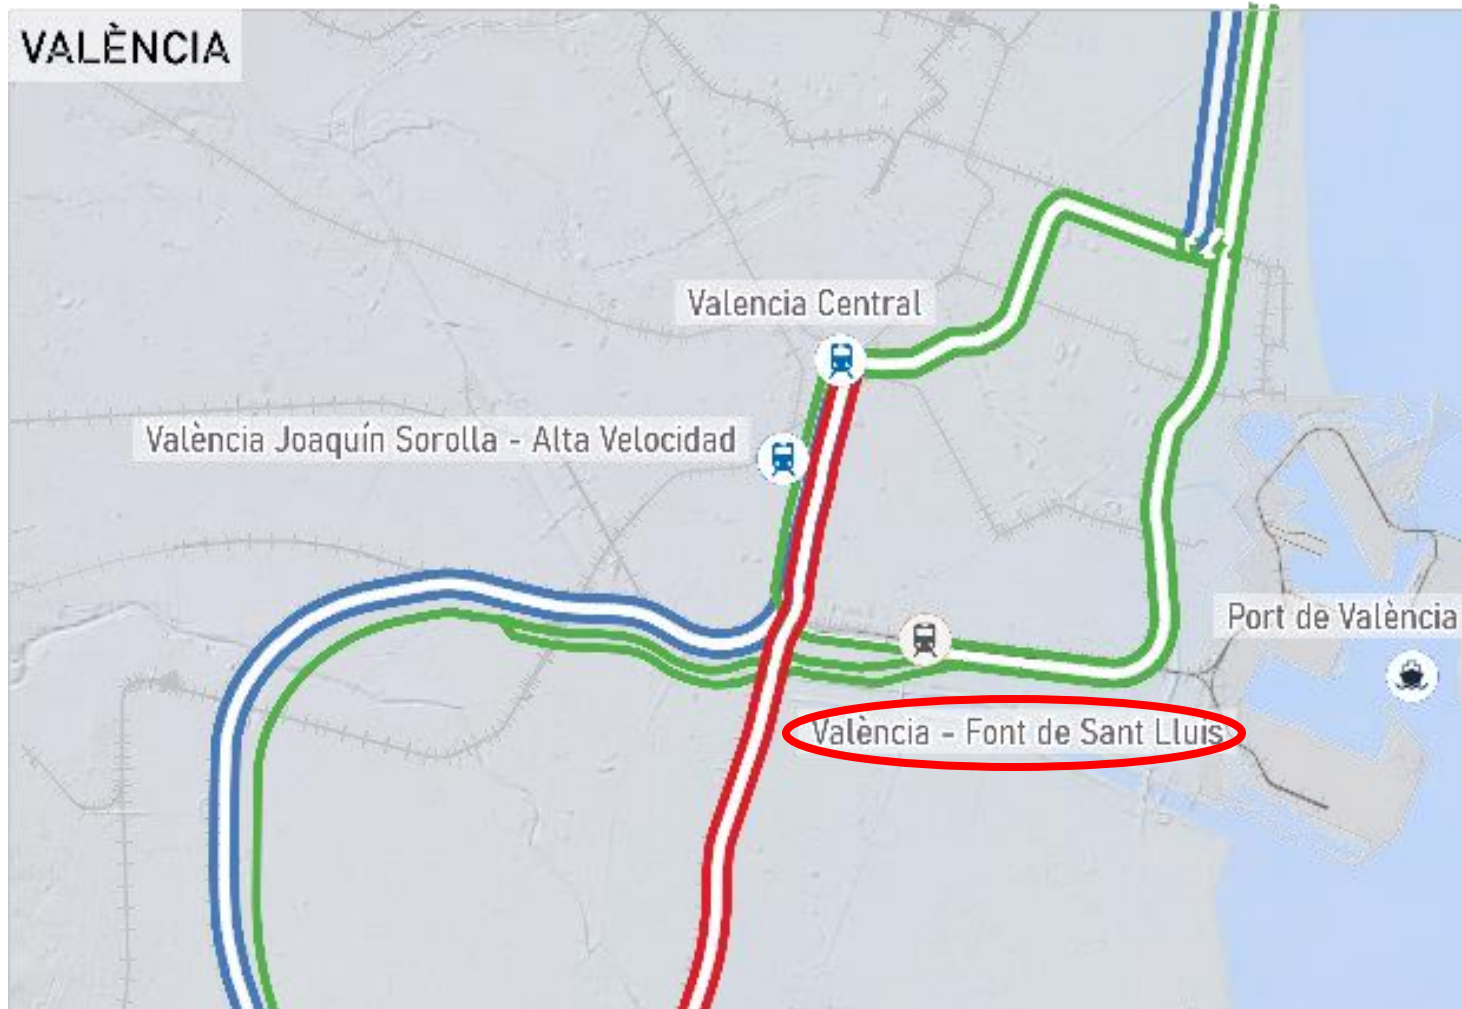 VALÈNCIA
Valencia Central
València Joaquín Sorolla - Alta Velocidad
Port de València
València - Font de Sant Lluís